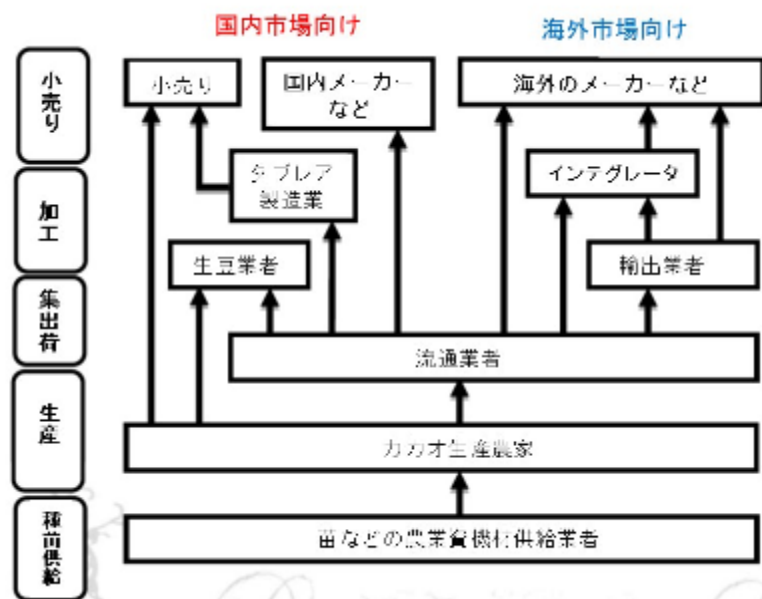 国内市場向け
海外市場向け
小売り
加工
集出荷
生産
種苗供給
小売り
国内メーカー
など
海外のメーカーなど
タブレア
製造業
インテグレータ
生豆業者
輸出業者
流通業者
カカオ生産農家
苗などの農業資機材供給業者